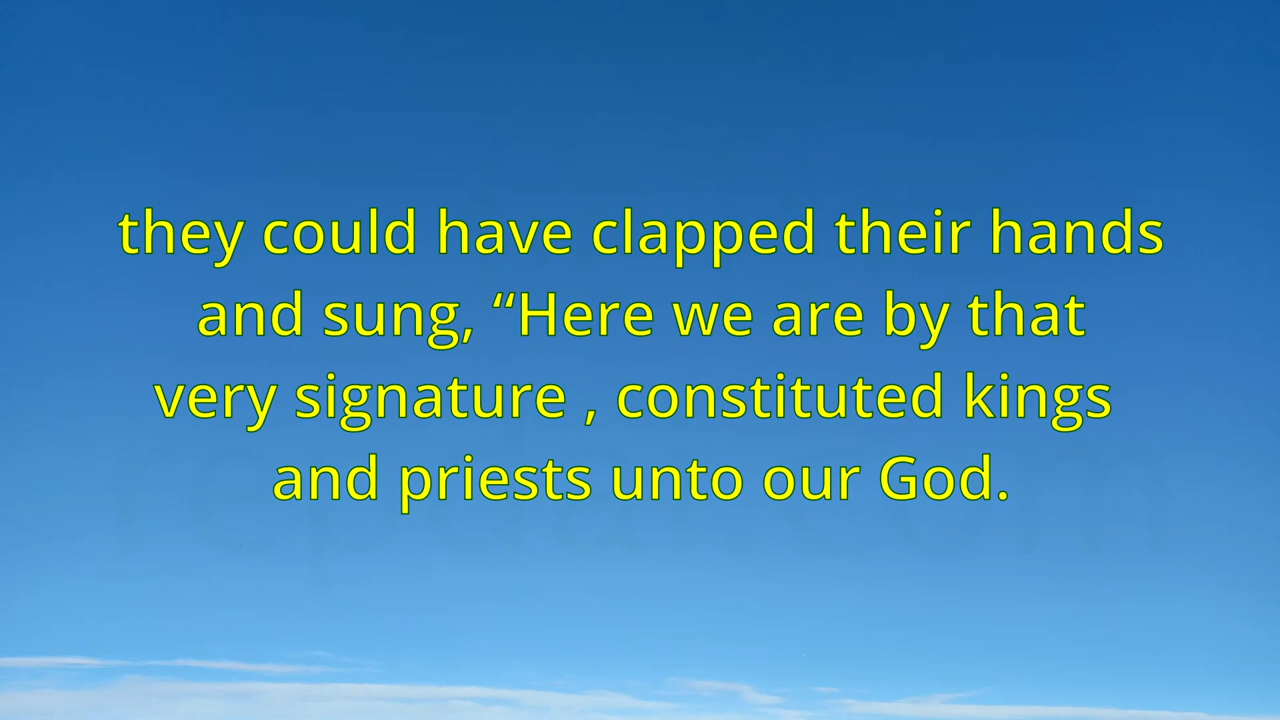 they could have clapped their hands
and sung, “Here we are by that
very signature , constituted kings
and priests unto our God.